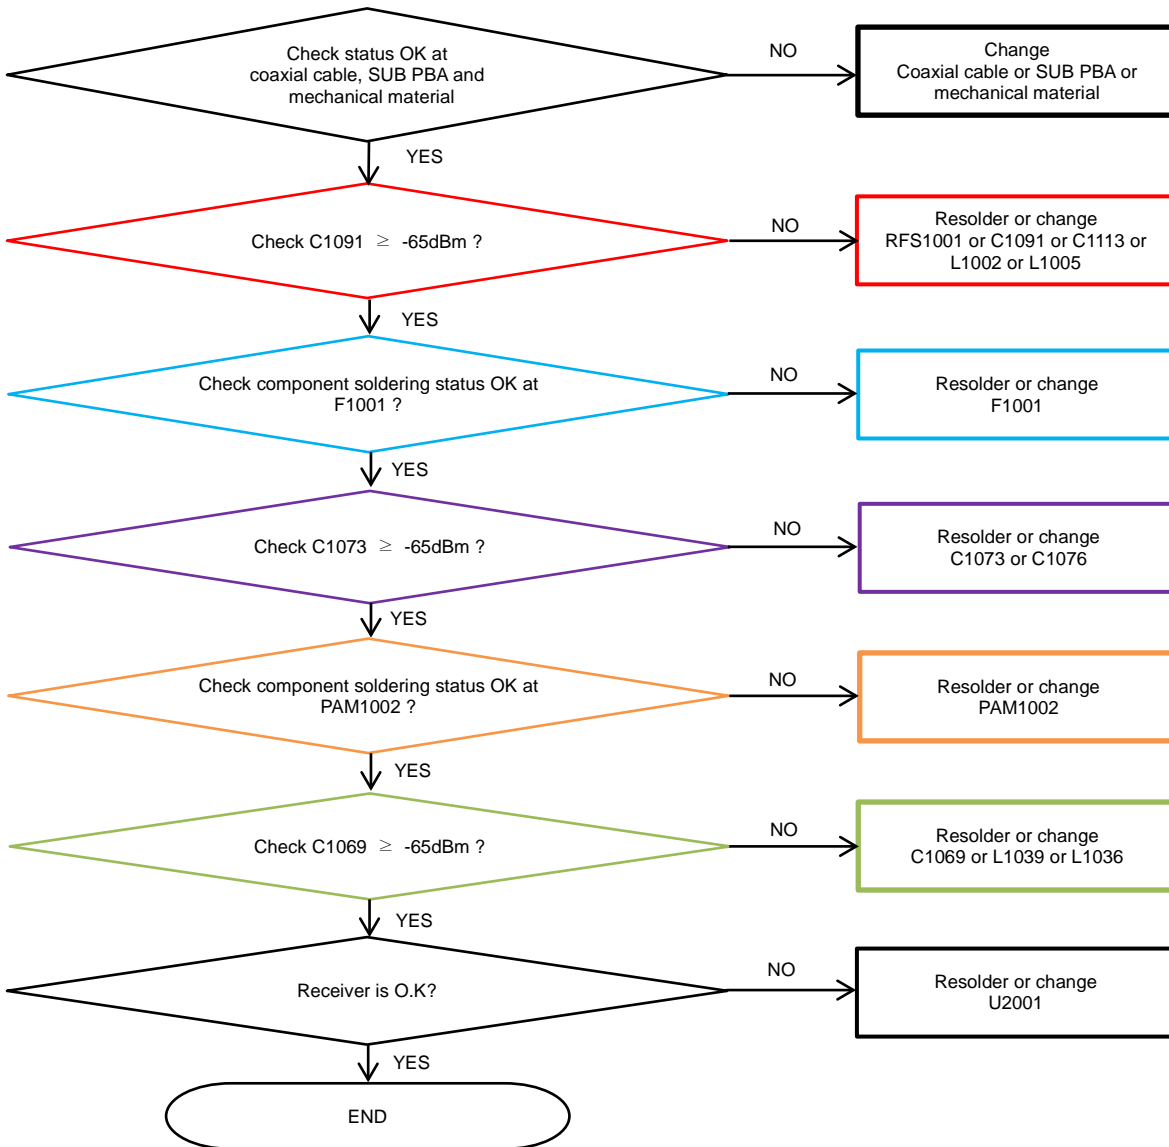 Check status OK at
coaxial cable, SUB PBA and
mechanical material
NO
Change
Coaxial cable or SUB PBA or
mechanical material
YES
Check C1091 ≥ -65dBm ?
NO
Resolder or change
RFS1001 or C1091 or C1113 or
L1002 or L1005
YES
Check component soldering status OK at
F1001 ?
NO
Resolder or change
F1001
YES
Check C1073 ≥ -65dBm ?
NO
Resolder or change
C1073 or C1076
YES
Check component soldering status OK at
PAM1002 ?
NO
Resolder or change
PAM1002
YES
Check C1069 ≥ -65dBm ?
NO
Resolder or change
C1069 or L1039 or L1036
YES
Receiver is O.K?
NO
Resolder or change
U2001
YES
END